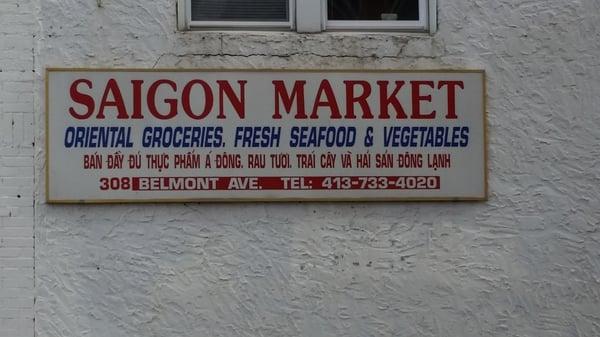 SAIGON MARKET
ORIENTAL GROCERIES, FRESH SEAFOOD & VEGETABLES
BÁN ĐẦY ĐỦ THỰC PHẨM Á ĐÔNG. RAU TƯƠI. TRÁI CÂY VÀ HẢI SẢN ĐÔNG LẠNH
308 BELMONT AVE. TEL: 413-733-4020